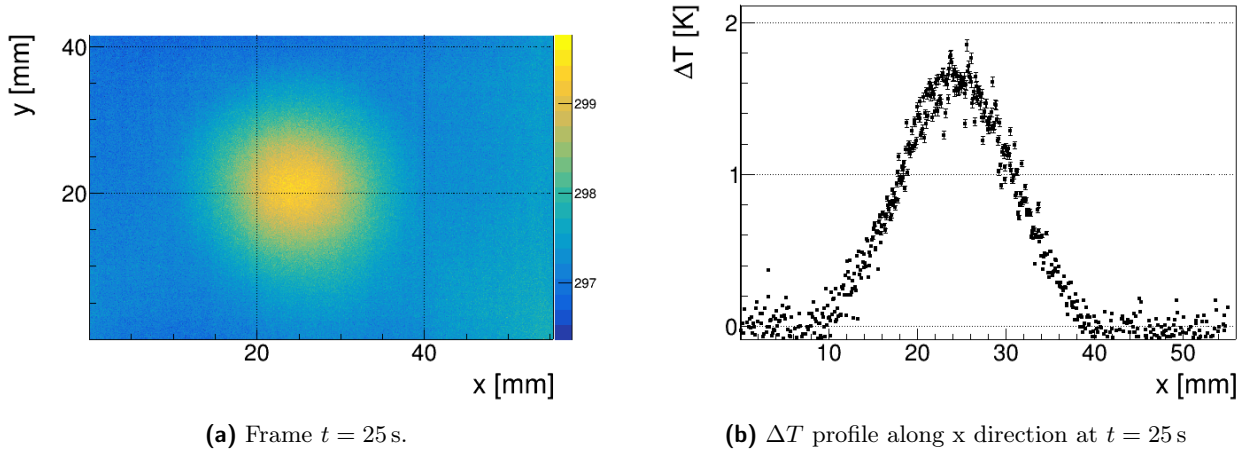 y [mm]
40
20
20
40
x [mm]
299
298
297
(a) Frame t = 25 s.
ΔT [K]
2
1
0
10
20
30
40
50
x [mm]
(b) ΔT profile along x direction at t = 25 s